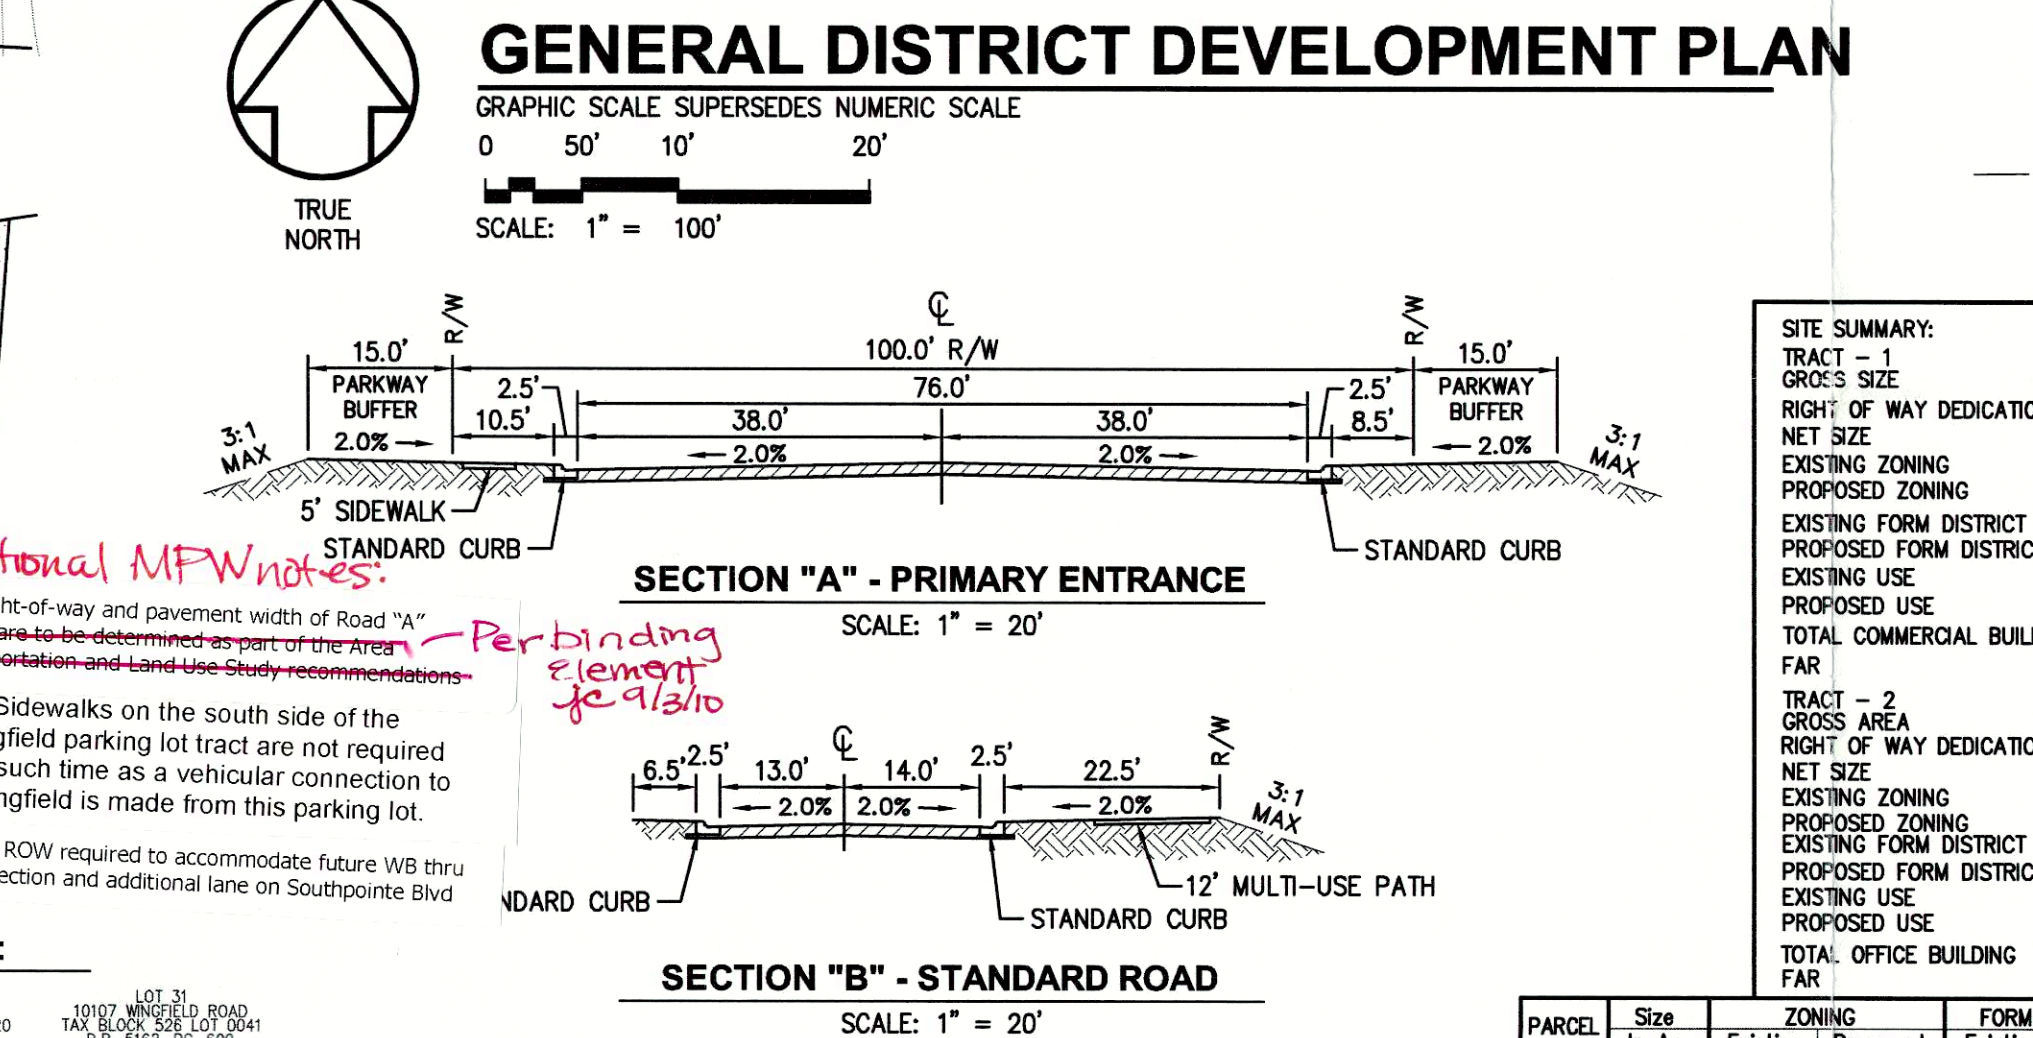 GENERAL DISTRICT DEVELOPMENT PLAN
GRAPHIC SCALE SUPERSEDES NUMERIC SCALE
0 50' 10' 20'
SCALE: 1" = 100'
TRUE
NORTH
R/W ℄ R/W
15.0' 100.0' R/W 15.0'
PARKWAY 2.5' 76.0' 2.5' PARKWAY
BUFFER 10.5' 38.0' 38.0' 8.5' BUFFER
3:1 2.0% 2.0% 2.0% 2.0% 3:1
MAX MAX
5' SIDEWALK
STANDARD CURB STANDARD CURB
SECTION "A" - PRIMARY ENTRANCE
SCALE: 1" = 20'
tional MPW notes:
ht-of-way and pavement width of Road "A"
are to be determined as part of the Area
ortation and Land Use Study recommendations
Per binding
Element
jc 9/3/10
Sidewalks on the south side of the
gfield parking lot tract are not required
such time as a vehicular connection to
ngfield is made from this parking lot.
ROW required to accommodate future WB thru
ection and additional lane on Southpointe Blvd
℄ R/W
6.5' 2.5' 13.0' 14.0' 2.5' 22.5'
2.0% 2.0% 2.0% 3:1
MAX
12' MULTI-USE PATH
NDARD CURB STANDARD CURB
SECTION "B" - STANDARD ROAD
SCALE: 1" = 20'
LOT 31
10107 WINGFIELD ROAD
TAX BLOCK 526 LOT 0041
SITE SUMMARY:
TRACT - 1
GROSS SIZE
RIGHT OF WAY DEDICATIO
NET SIZE
EXISTING ZONING
PROPOSED ZONING
EXISTING FORM DISTRICT
PROPOSED FORM DISTRIC
EXISTING USE
PROPOSED USE
TOTAL COMMERCIAL BUIL
FAR
TRACT - 2
GROSS AREA
RIGHT OF WAY DEDICATIO
NET SIZE
EXISTING ZONING
PROPOSED ZONING
EXISTING FORM DISTRICT
PROPOSED FORM DISTRIC
EXISTING USE
PROPOSED USE
TOTAL OFFICE BUILDING
FAR
PARCEL Size ZONING FORM